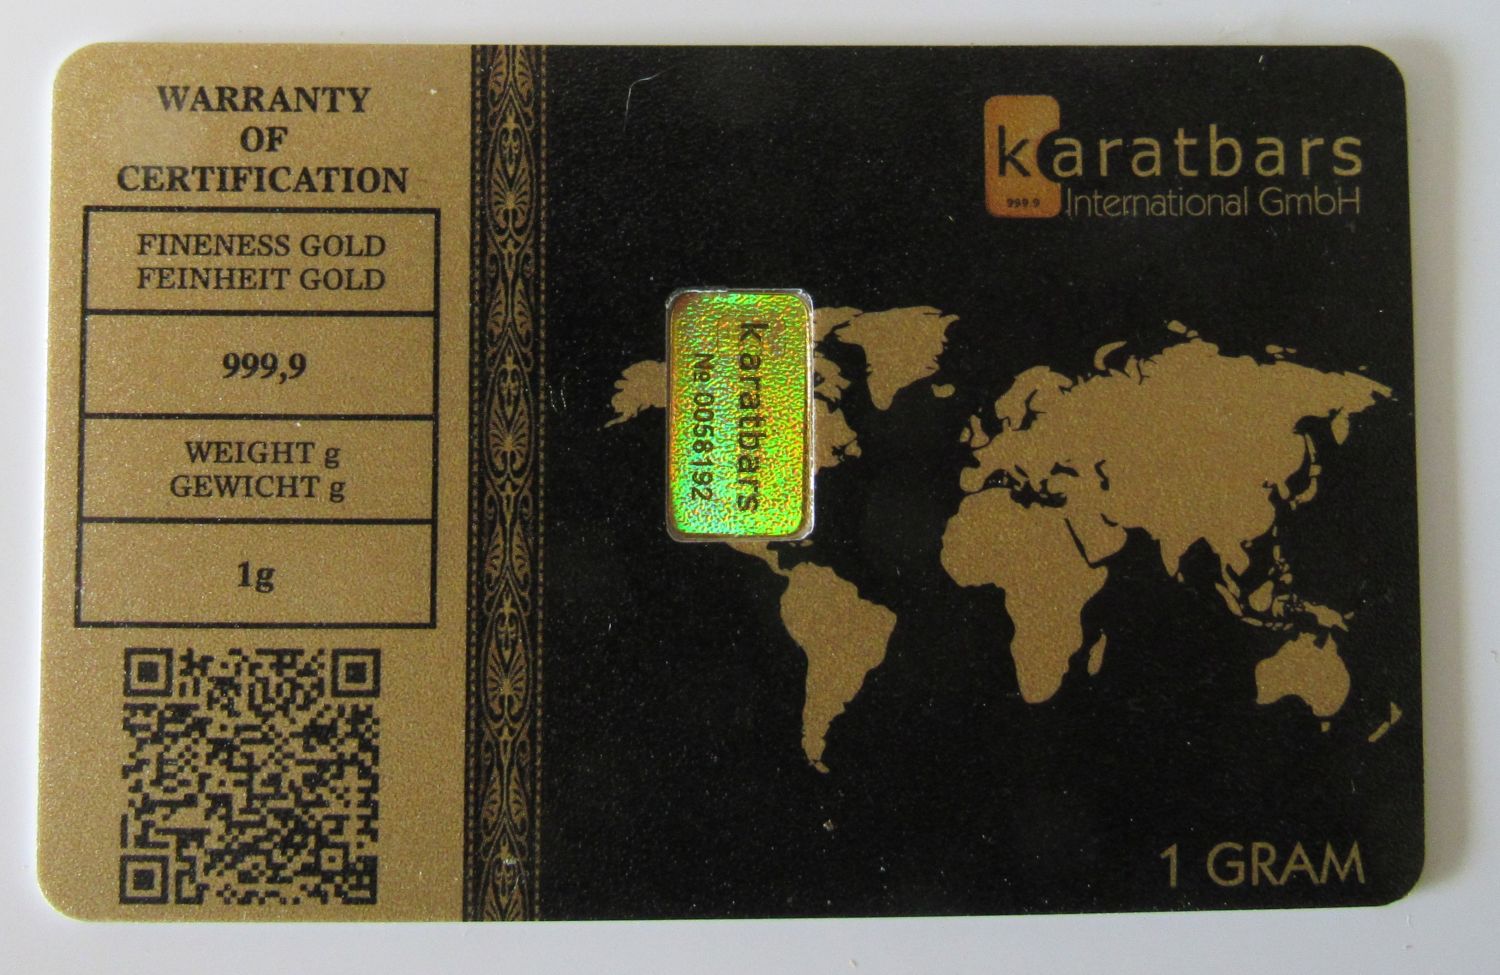 WARRANTY
OF
CERTIFICATION
FINENESS GOLD
FEINHEIT GOLD
999,9
WEIGHT g
GEWICHT g
1g
karatbars
999.9
International GmbH
karatbars
№ 0058192
1 GRAM